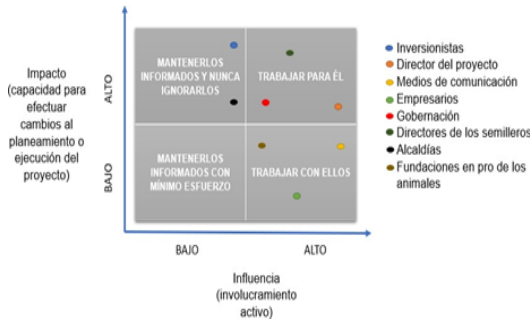 Impacto
(capacidad para
efectuar
cambios al
planeamiento o
ejecución del
proyecto)
ALTO
BAJO
MANTENERLOS
INFORMADOS Y NUNCA
IGNORARLOS
TRABAJAR PARA ÉL
MANTENERLOS
INFORMADOS CON
MÍNIMO ESFUERZO
TRABAJAR CON ELLOS
BAJO
ALTO
Influencia
(involucramiento
activo)
Inversionistas
Director del proyecto
Medios de comunicación
Empresarios
Gobernación
Directores de los semilleros
Alcaldías
Fundaciones en pro de los
animales